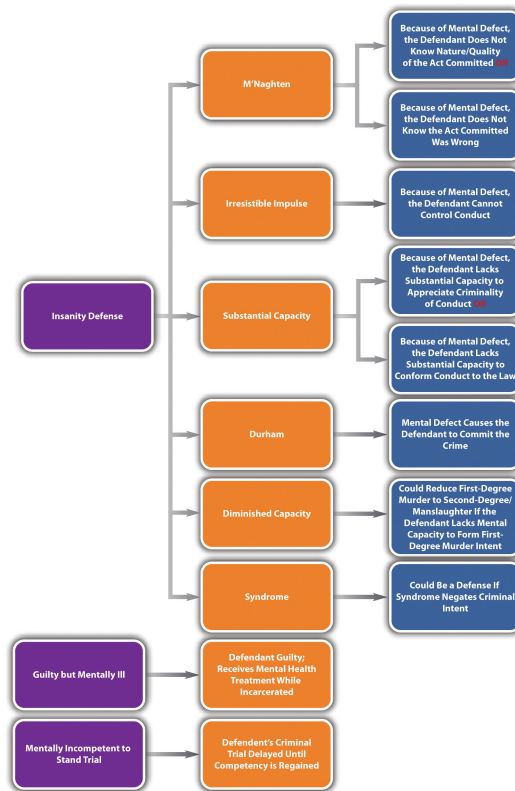 Because of Mental Defect,
the Defendant Does Not
Know Nature/Quality
of the Act Committed OR
M'Naghten
Because of Mental Defect,
the Defendant Does Not
Know the Act Committed
Was Wrong
Irresistible Impulse
Because of Mental Defect,
the Defendant Cannot
Control Conduct
Because of Mental Defect,
the Defendant Lacks
Substantial Capacity to
Appreciate Criminality
of Conduct OR
Insanity Defense
Substantial Capacity
Because of Mental Defect,
the Defendant Lacks
Substantial Capacity to
Conform Conduct to the Law
Durham
Mental Defect Causes the
Defendant to Commit the
Crime
Diminished Capacity
Could Reduce First-Degree
Murder to Second-Degree/
Manslaughter If the
Defendant Lacks Mental
Capacity to Form First-
Degree Murder Intent
Syndrome
Could Be a Defense If
Syndrome Negates Criminal
Intent
Guilty but Mentally Ill
Defendant Guilty;
Receives Mental Health
Treatment While
Incarcerated
Mentally Incompetent to
Stand Trial
Defendent's Criminal
Trial Delayed Until
Competency is Regained